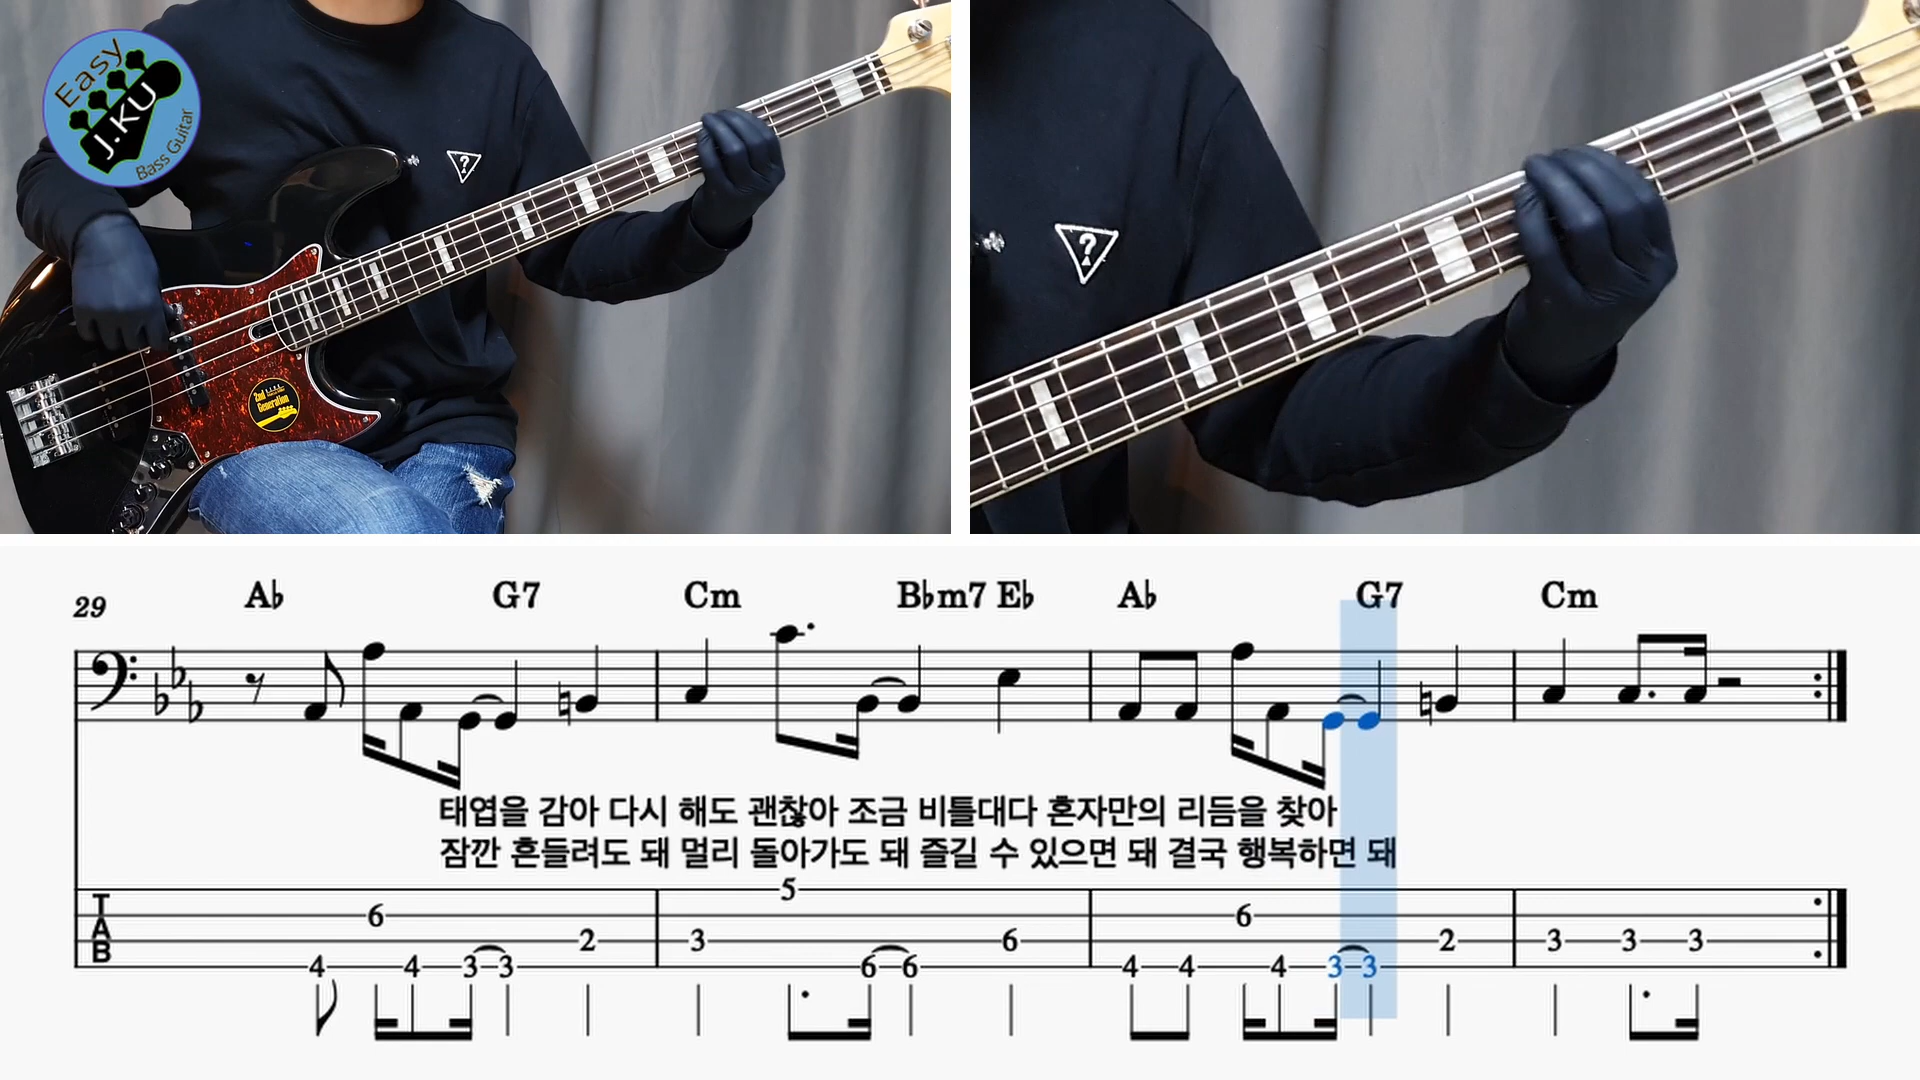 Easy
J.KU
Bass Guitar
?
?
2nd
Generation
29 A♭ G7 Cm B♭m7 E♭ A♭ G7 Cm
태엽을 감아 다시 해도 괜찮아 조금 비틀대다 혼자만의 리듬을 찾아
잠깐 흔들려도 돼 멀리 돌아가도 돼 즐길 수 있으면 돼 결국 행복하면 돼
T
A
B
5
6 6
2 3 6 2 3 3 3
4 4 3 3 6 6 4 4 4 3 3